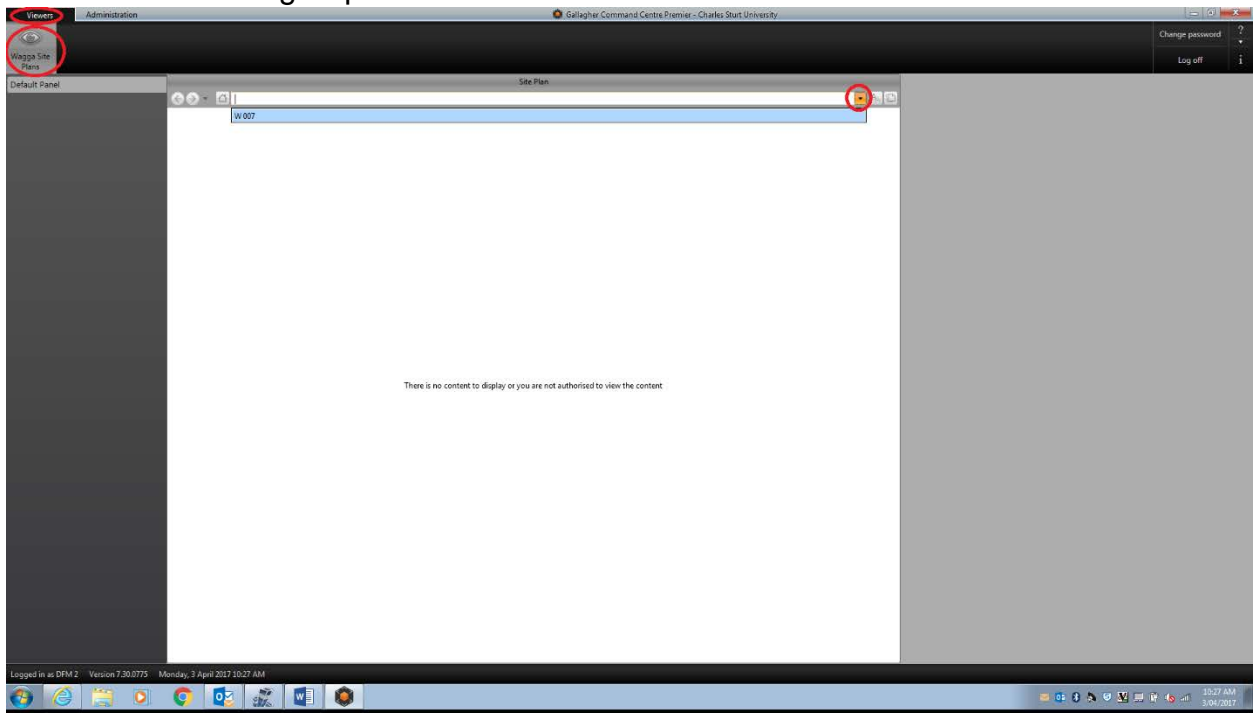 Viewers Administration Gallagher Command Centre Premier - Charles Sturt University
Change password ?
Wagga Site
Plans
Log off i
Default Panel
Site Plan
W 007
There is no content to display or you are not authorised to view the content
Logged in as DFM 2 Version 7.30.0775 Monday, 3 April 2017 10:27 AM
10:27 AM
3/04/2017